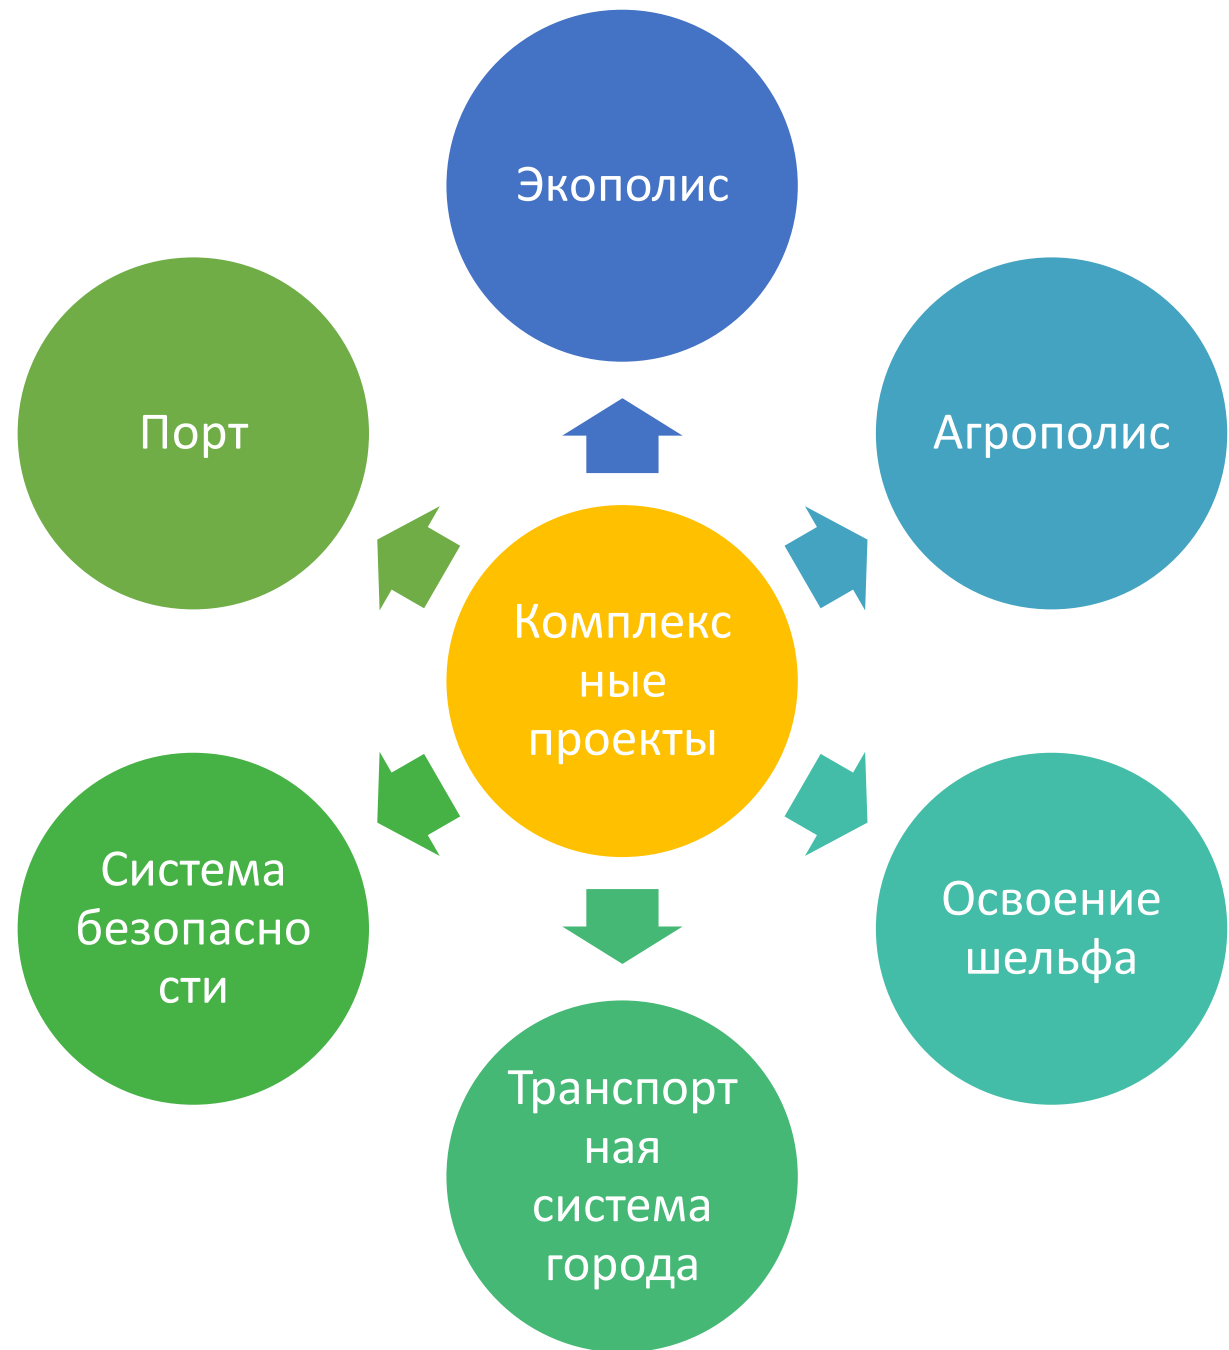 Экополис
Порт
Агрополис
Комплекс
ные
проекты
Система
безопасно
сти
Освоение
шельфа
Транспорт
ная
система
города